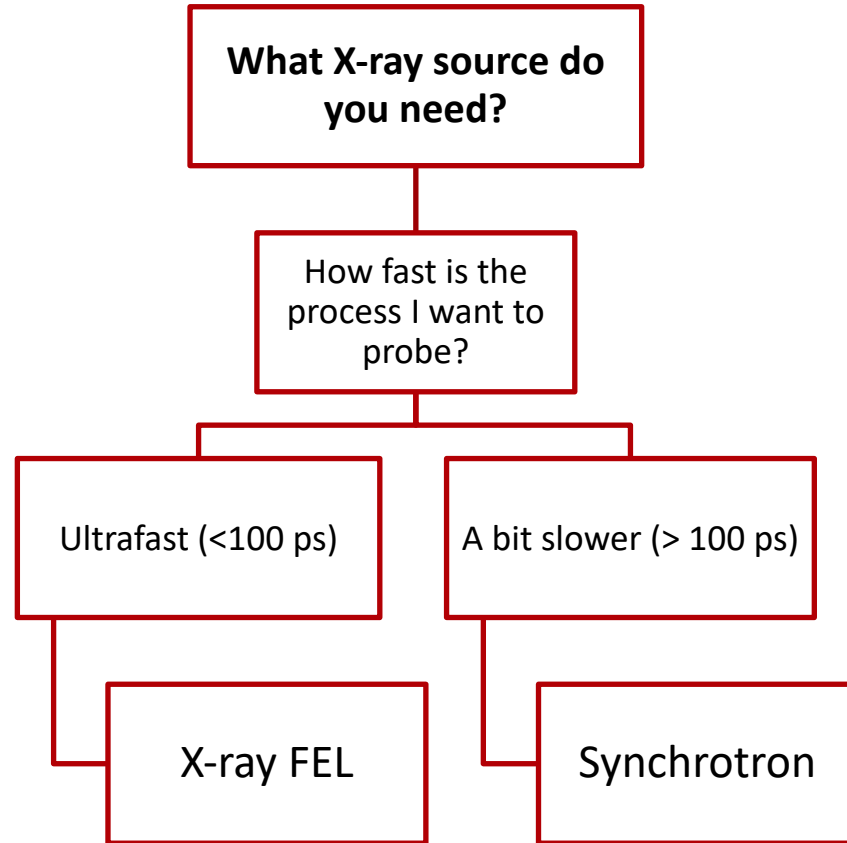 What X-ray source do
you need?
How fast is the
process I want to
probe?
Ultrafast (<100 ps)
A bit slower (> 100 ps)
X-ray FEL
Synchrotron